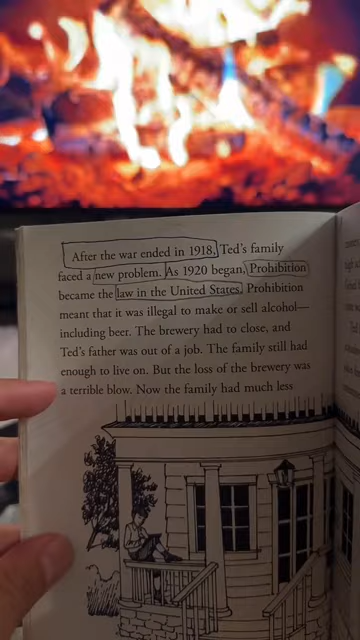 After the war ended in 1918, Ted's family
faced a new problem. As 1920 began, Prohibition
became the law in the United States. Prohibition
meant that it was illegal to make or sell alcohol—
including beer. The brewery had to close, and
Ted's father was out of a job. The family still had
enough to live on. But the loss of the brewery was
a terrible blow. Now the family had much less